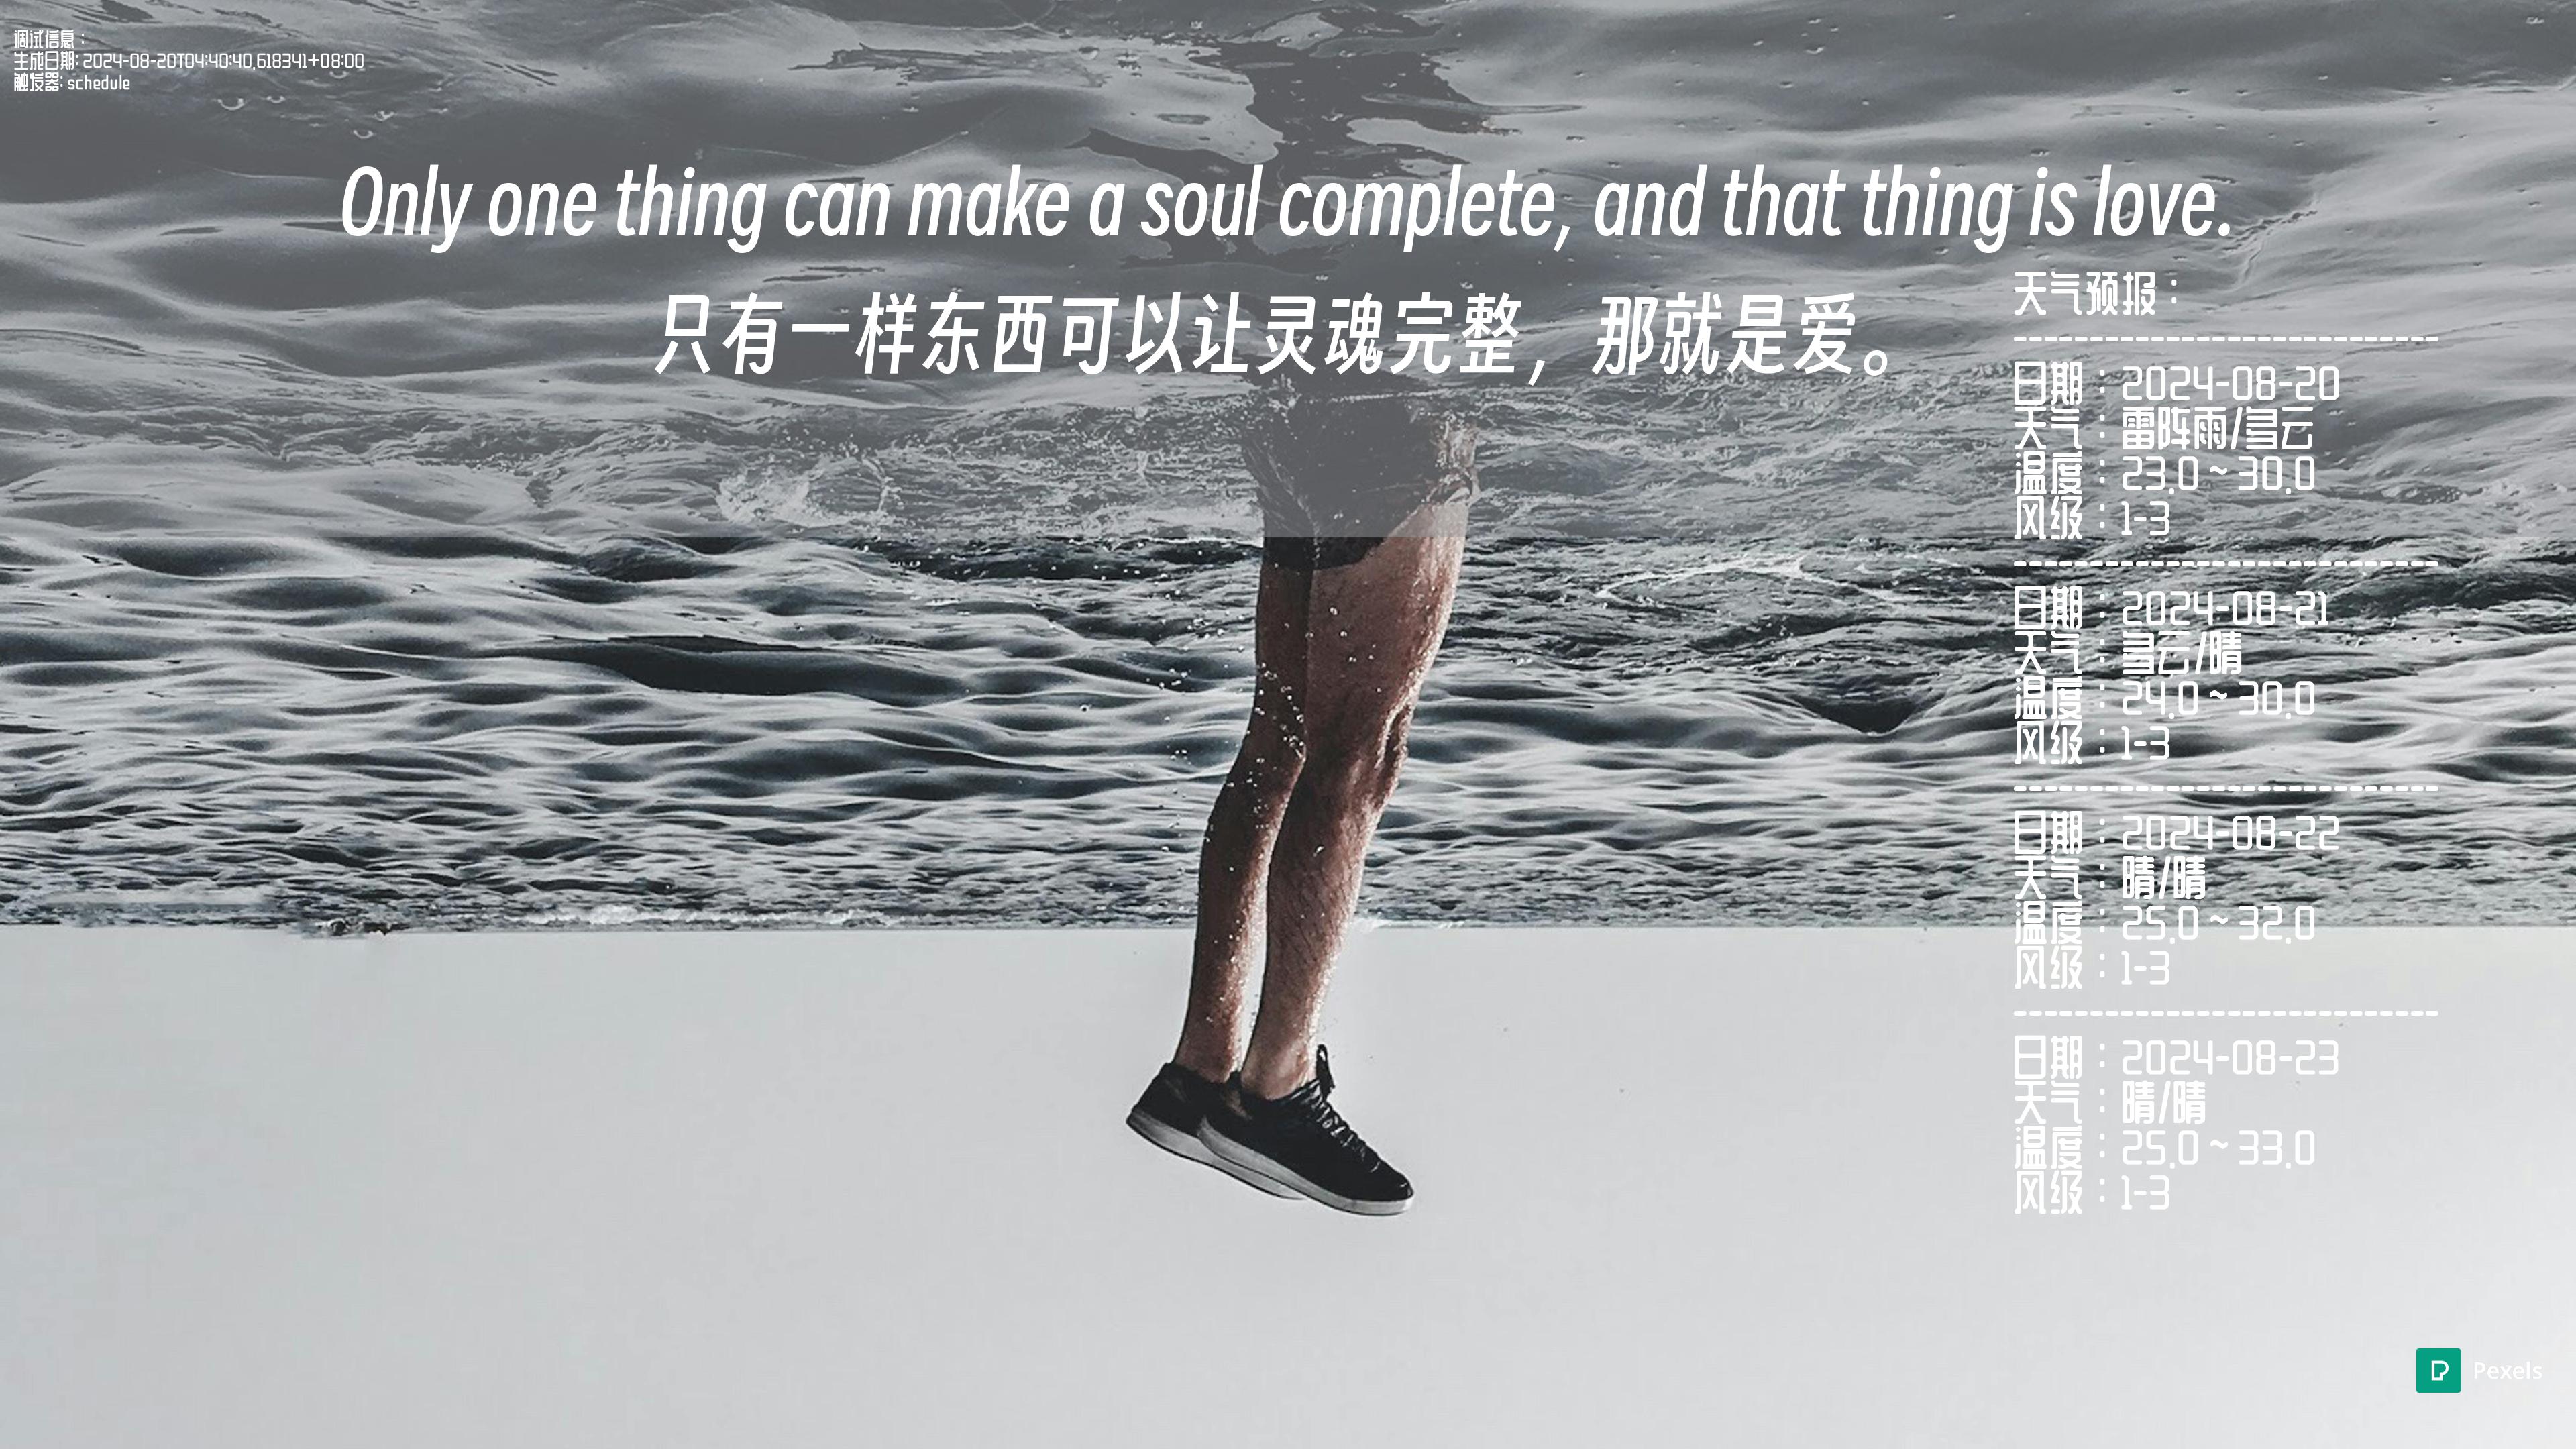 调试信息：
生成日期: 2024-08-20T04:40:40.618341+08:00
触发器: schedule
Only one thing can make a soul complete, and that thing is love.
只有一样东西可以让灵魂完整，那就是爱。
天气预报：
------------------------------
日期：2024-08-20
天气：雷阵雨/多云
温度：23.0 ~ 30.0
风级：1-3
------------------------------
日期：2024-08-21
天气：多云/晴
温度：24.0 ~ 30.0
风级：1-3
------------------------------
日期：2024-08-22
天气：晴/晴
温度：25.0 ~ 32.0
风级：1-3
------------------------------
日期：2024-08-23
天气：晴/晴
温度：25.0 ~ 33.0
风级：1-3
Pexels